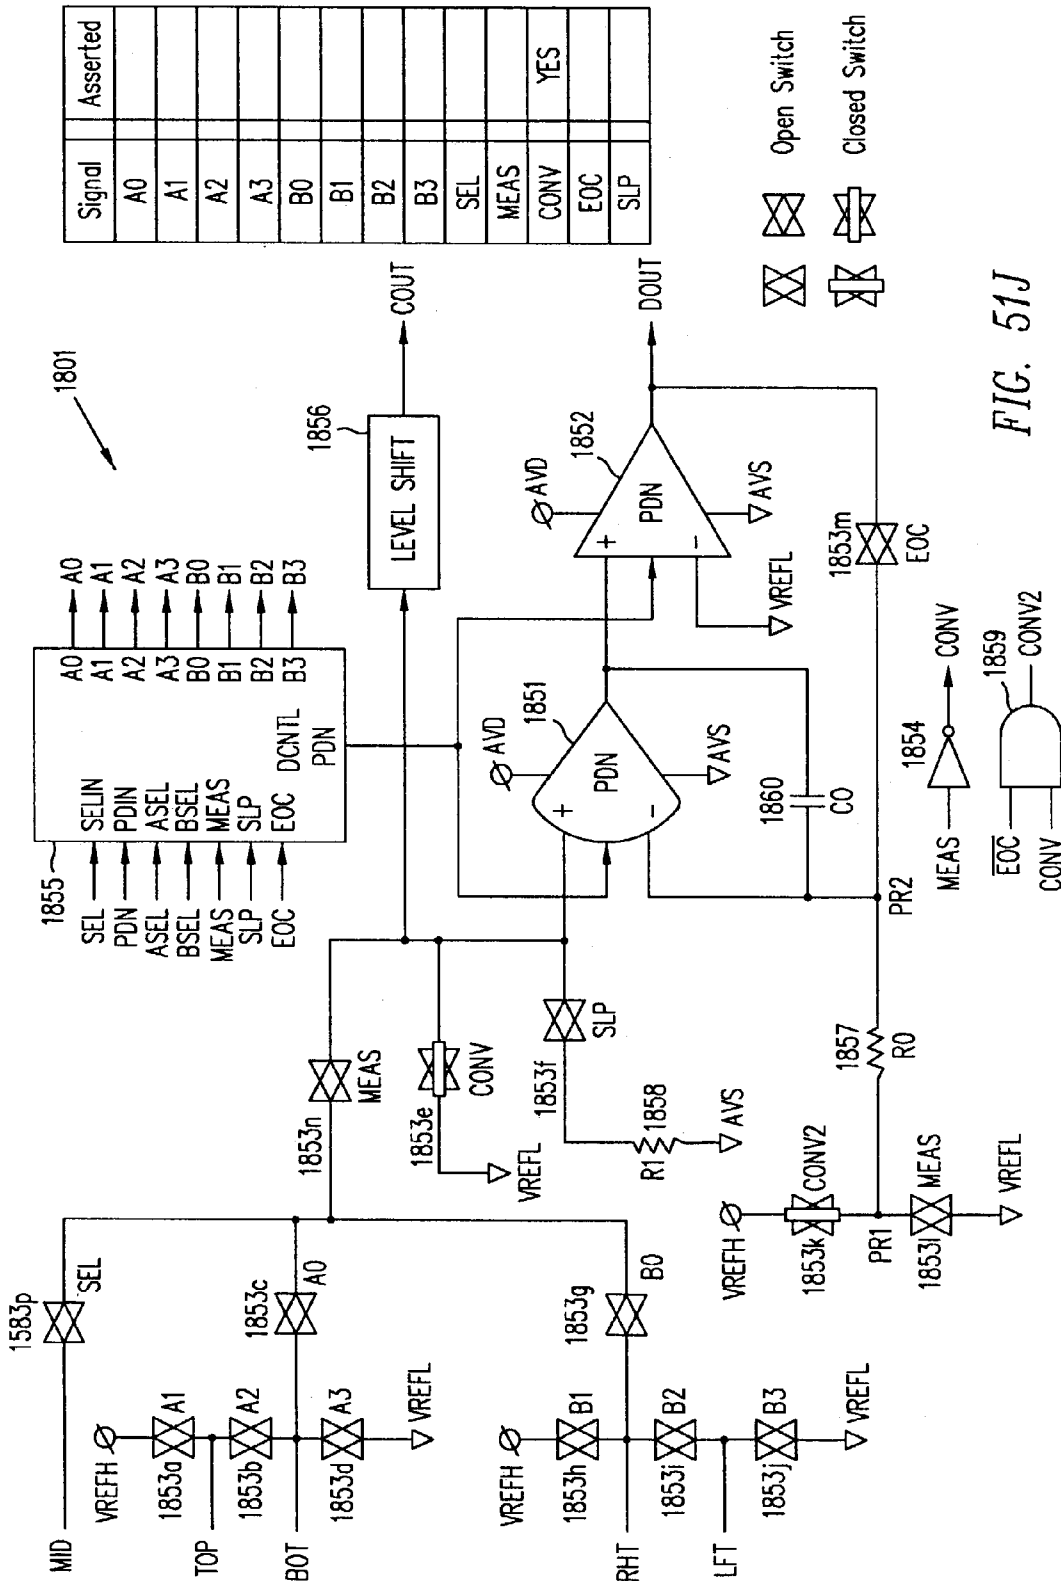 1801
1855
SEL
PDN
ASEL
BSEL
MEAS
SLP
EOC
SELIN
PDIN
ASEL
BSEL
MEAS
SLP
EOC
DCNTL
PDN
A0
A1
A2
A3
B0
B1
B2
B3
A0
A1
A2
A3
B0
B1
B2
B3
Signal Asserted
A0
A1
A2
A3
B0
B1
B2
B3
SEL
MEAS
CONV YES
EOC
SLP
1856
LEVEL SHIFT
COUT
MID
1583p
SEL
VREFH
1853a
A1
TOP
1853b
A2
1853c
A0
BOT
1853d
A3
VREFL
VREFH
1853h
B1
RHT
1853g
B0
1853i
B2
LFT
1853j
B3
VREFL
1853n
MEAS
1853e
CONV
VREFL
1853f
SLP
R1
1858
AVS
AVD
1851
+
PDN
−
AVS
1860
CO
AVD
1852
+
PDN
−
AVS
VREFL
DOUT
1853m
EOC
VREFH
1853k
CONV2
PR1
1853l
MEAS
VREFL
1857
R0
PR2
MEAS
1854
CONV
EOC
CONV
1859
CONV2
Open Switch
Closed Switch
FIG. 51J